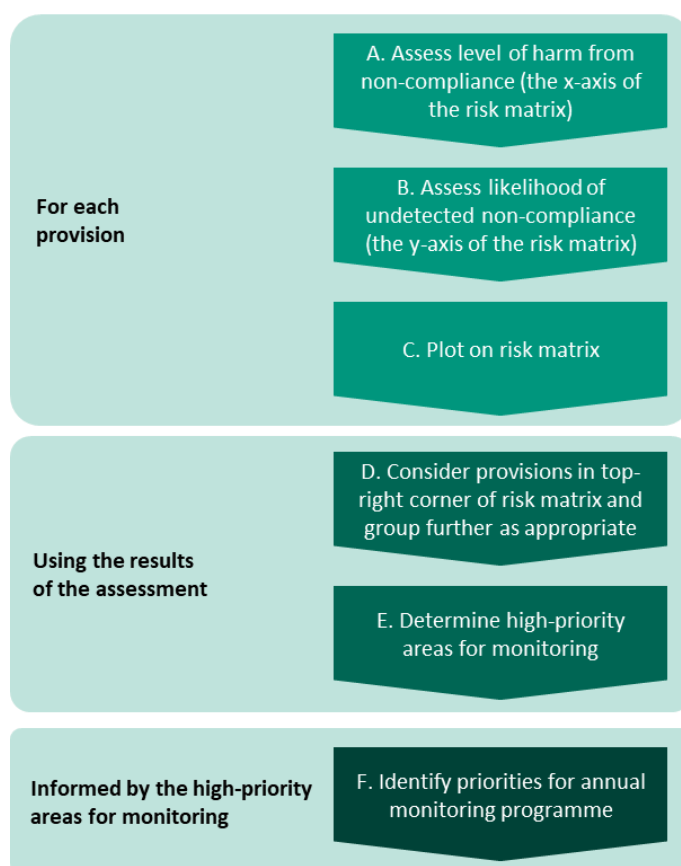 A. Assess level of harm from
non-compliance (the x-axis of
the risk matrix)
For each
provision
B. Assess likelihood of
undetected non-compliance
(the y-axis of the risk matrix)
C. Plot on risk matrix
Using the results
of the assessment
D. Consider provisions in top-
right corner of risk matrix and
group further as appropriate
E. Determine high-priority
areas for monitoring
Informed by the high-priority
areas for monitoring
F. Identify priorities for annual
monitoring programme